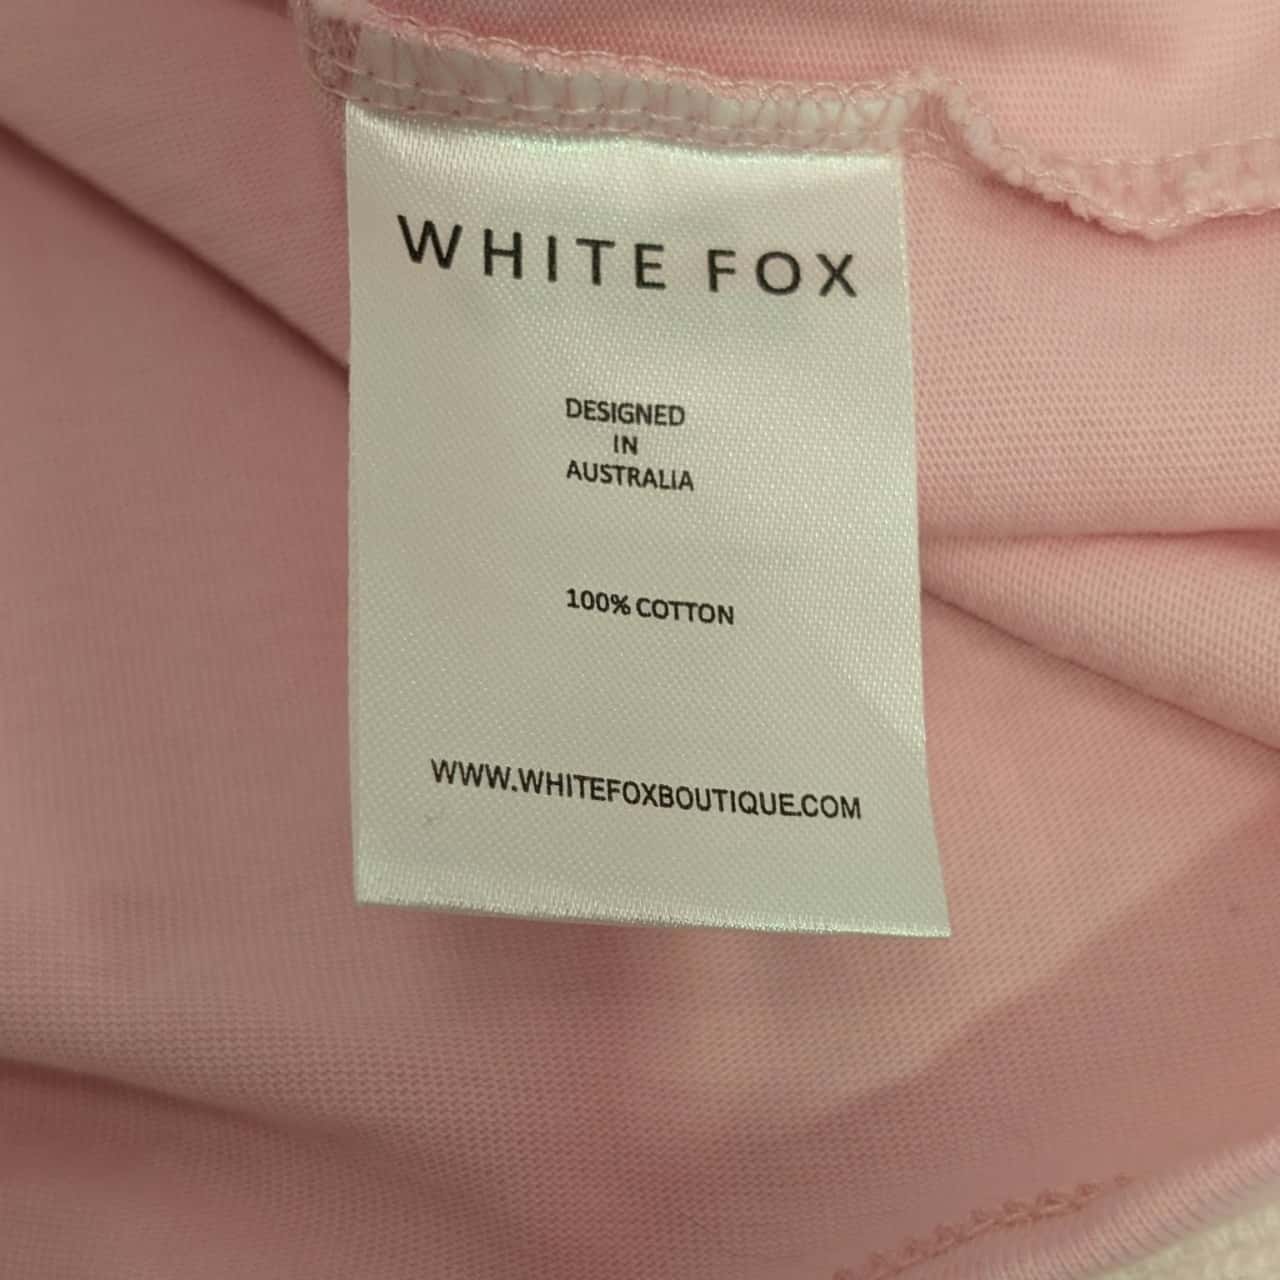 WHITE FOX
DESIGNED
IN
AUSTRALIA
100% COTTON
WWW.WHITEFOXBOUTIQUE.COM